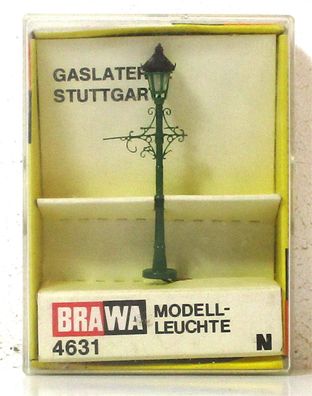 GASLATER
STUTTGAR
BRAWA MODELL-
LEUCHTE
4631 N